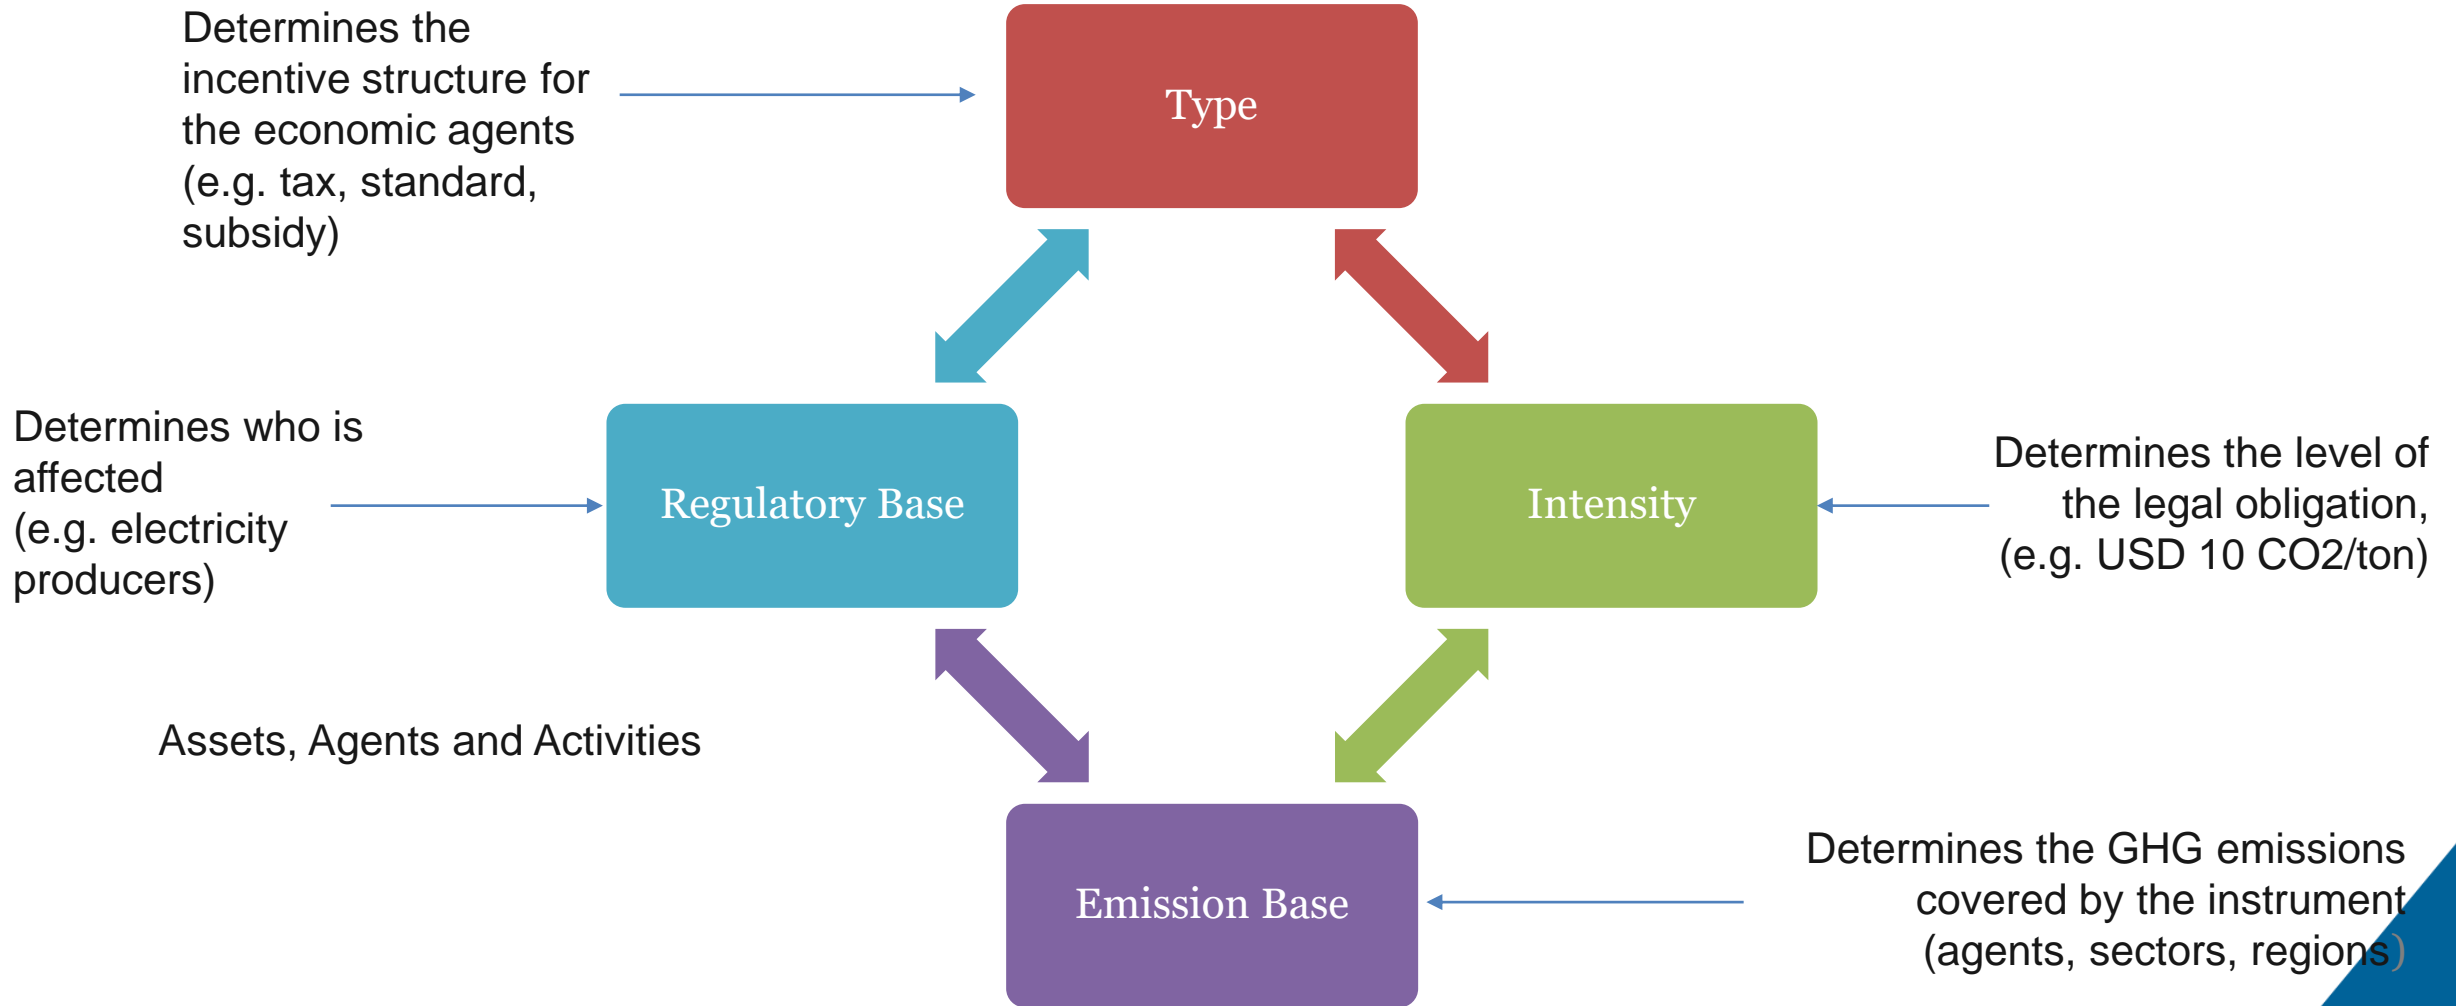 Determines the
incentive structure for
the economic agents
(e.g. tax, standard,
subsidy)
Type
Determines who is
affected
(e.g. electricity
producers)
Regulatory Base
Intensity
Determines the level of
the legal obligation,
(e.g. USD 10 CO2/ton)
Assets, Agents and Activities
Emission Base
Determines the GHG emissions
covered by the instrument
(agents, sectors, regions)